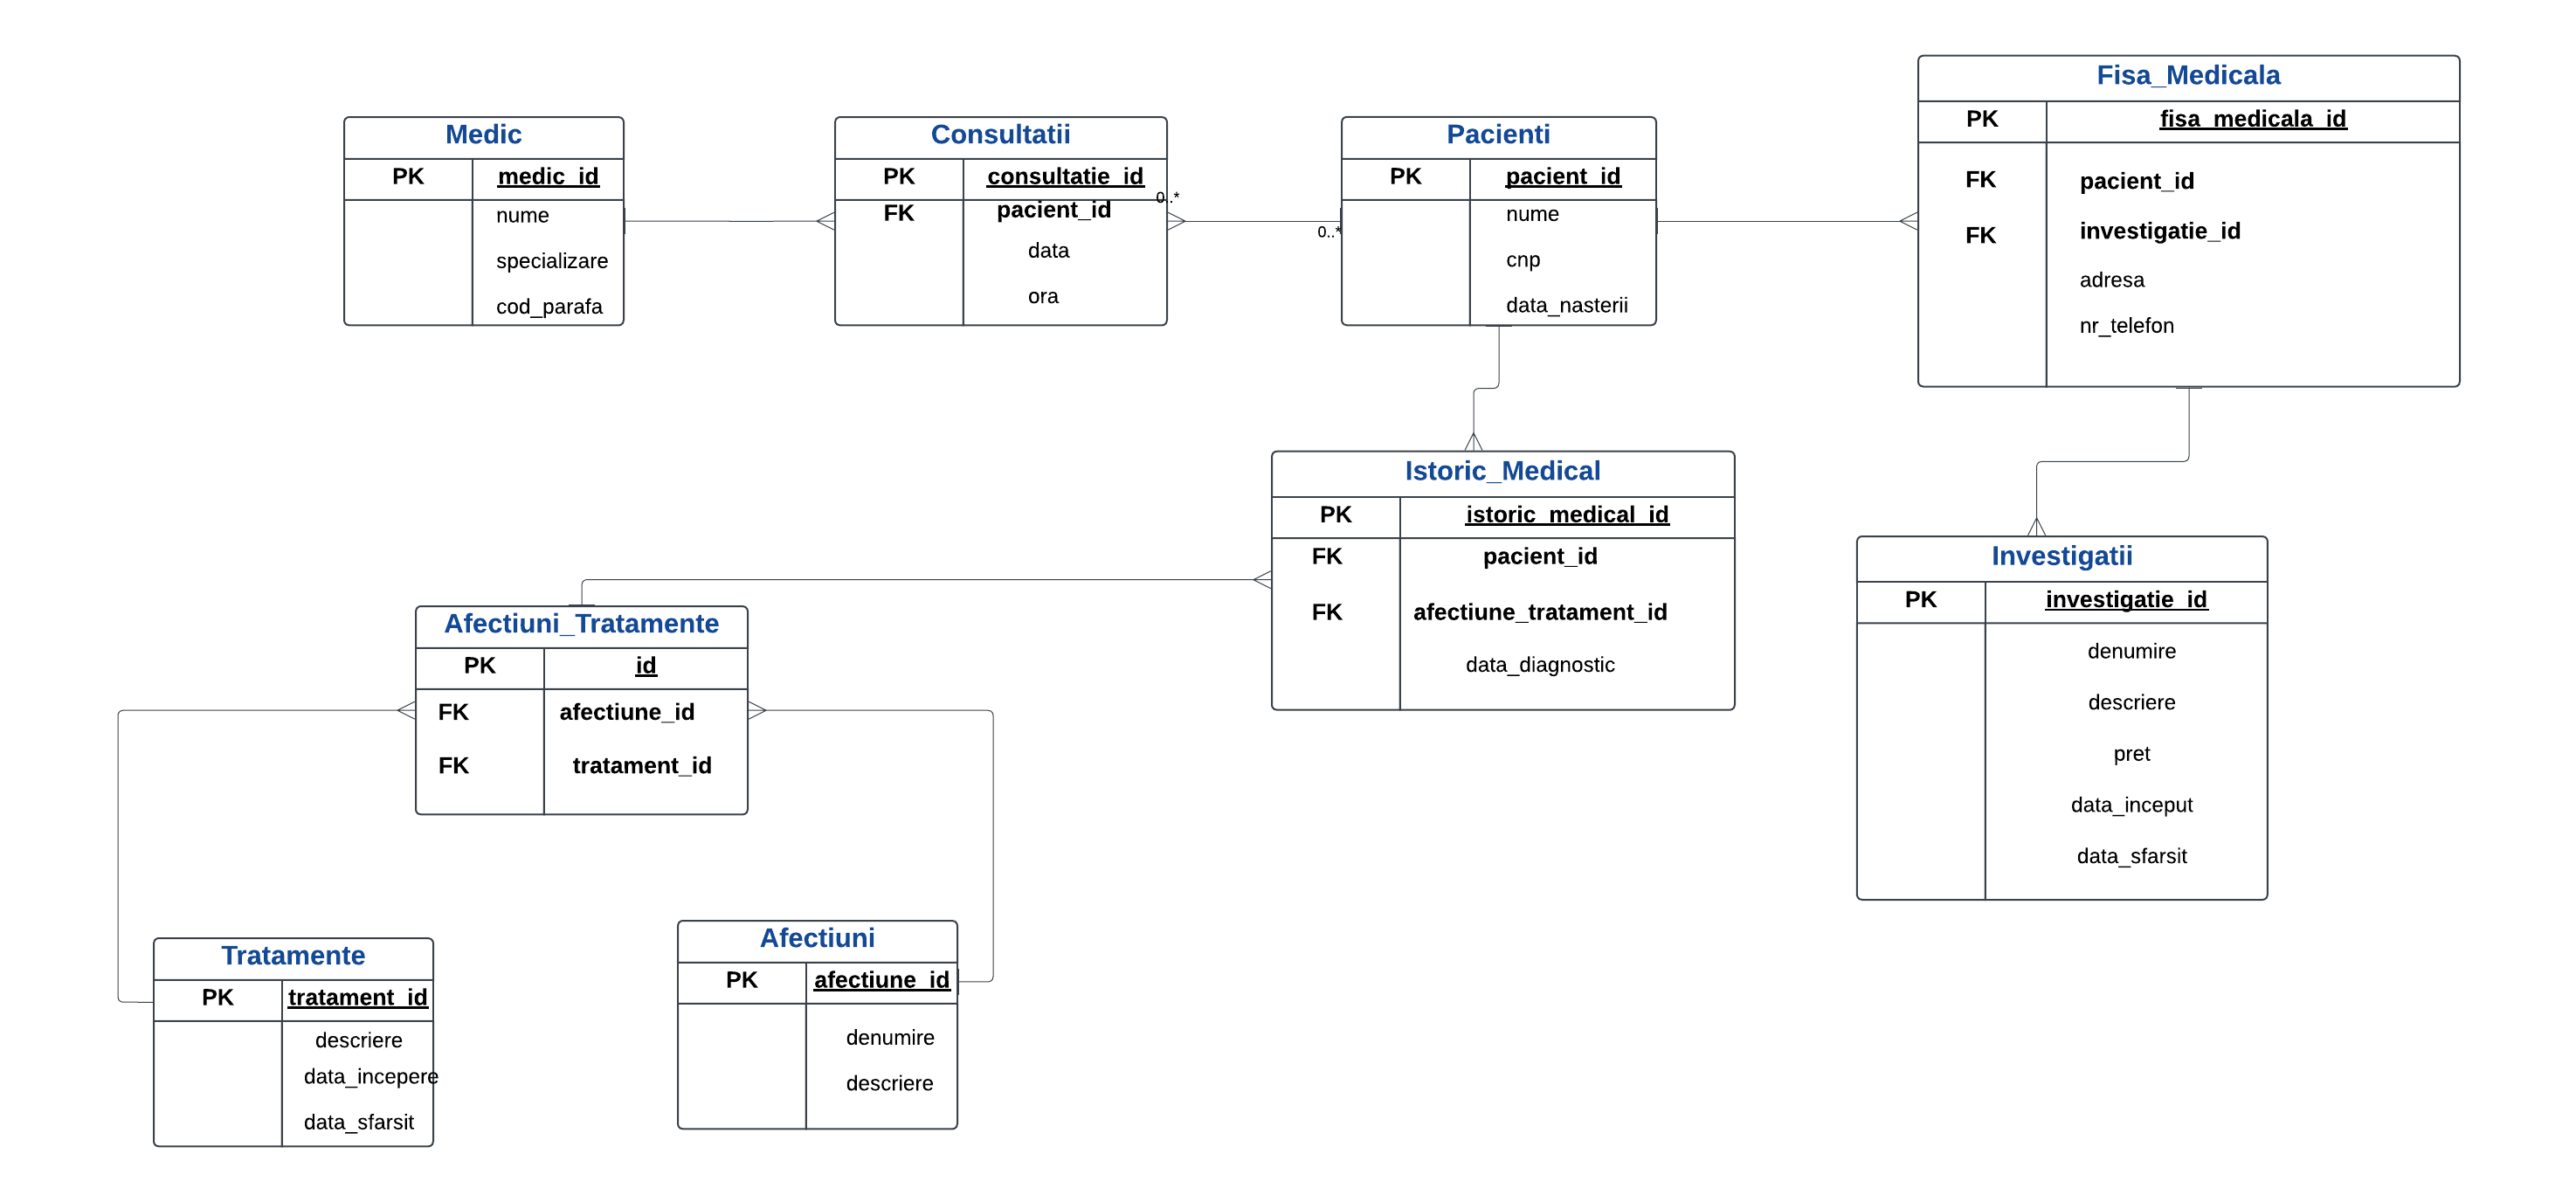 Medic
PK medic_id
nume
specializare
cod_parafa
Consultatii
PK consultatie_id
FK pacient_id
data
ora
0..*
0..*
Pacienti
PK pacient_id
nume
cnp
data_nasterii
Fisa_Medicala
PK fisa_medicala_id
FK pacient_id
FK investigatie_id
adresa
nr_telefon
Istoric_Medical
PK istoric_medical_id
FK pacient_id
FK afectiune_tratament_id
data_diagnostic
Investigatii
PK investigatie_id
denumire
descriere
pret
data_inceput
data_sfarsit
Afectiuni_Tratamente
PK id
FK afectiune_id
FK tratament_id
Tratamente
PK tratament_id
descriere
data_incepere
data_sfarsit
Afectiuni
PK afectiune_id
denumire
descriere